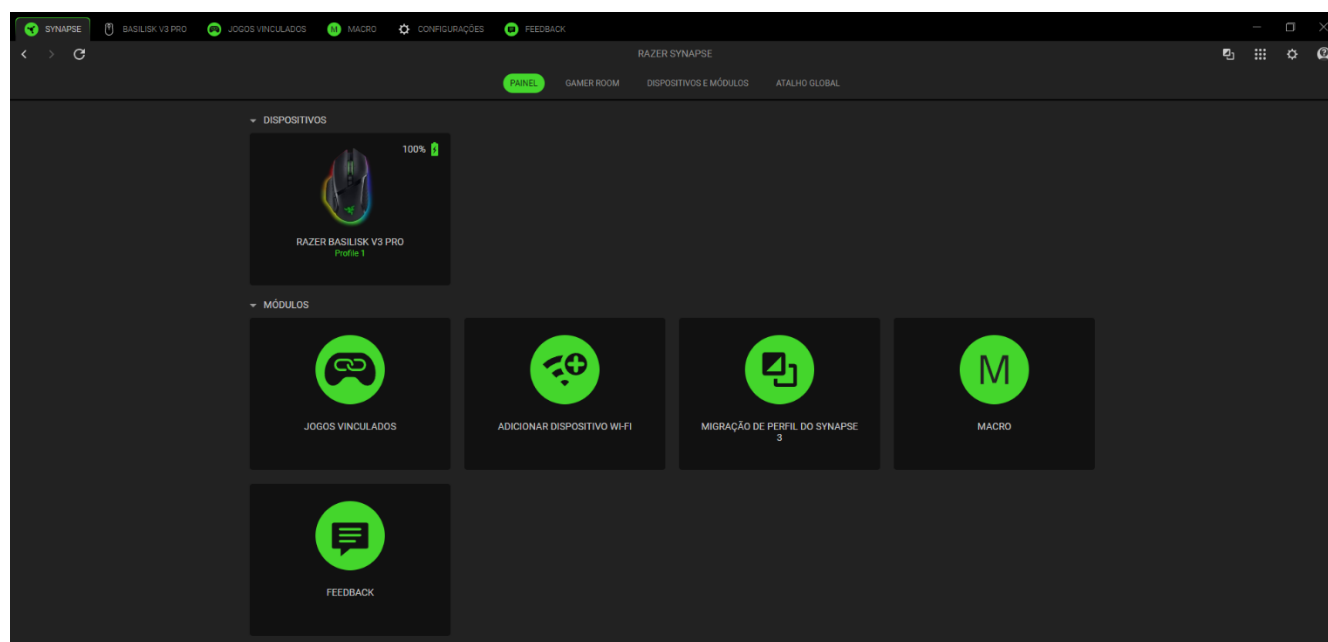 SYNAPSE BASILISK V3 PRO JOGOS VINCULADOS M MACRO CONFIGURAÇÕES FEEDBACK
RAZER SYNAPSE
PAINEL GAMER ROOM DISPOSITIVOS E MÓDULOS ATALHO GLOBAL
DISPOSITIVOS
100%
RAZER BASILISK V3 PRO
Profile 1
MÓDULOS
M
JOGOS VINCULADOS ADICIONAR DISPOSITIVO WI-FI MIGRAÇÃO DE PERFIL DO SYNAPSE
3
MACRO
FEEDBACK